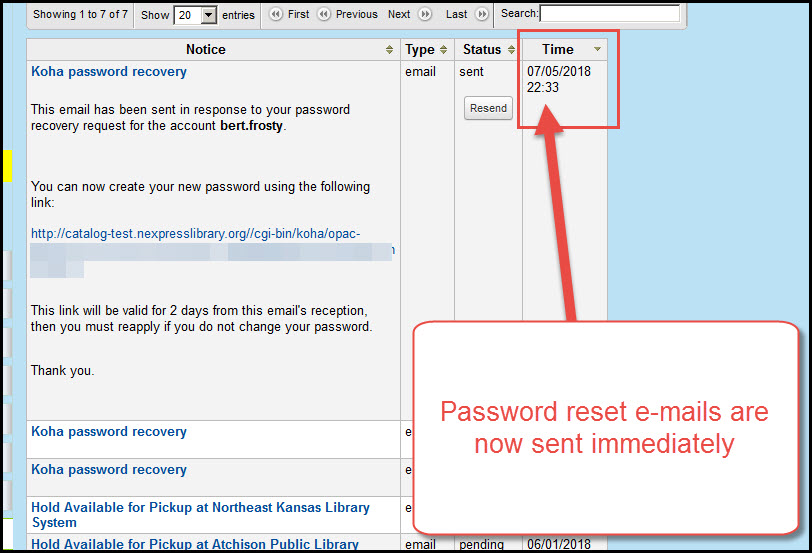 Showing 1 to 7 of 7 Show 20 entries First Previous Next Last Search:
Notice Type Status Time
Koha password recovery email sent 07/05/2018
22:33
Resend
This email has been sent in response to your password
recovery request for the account bert.frosty.
You can now create your new password using the following
link:
http://catalog-test.nexpresslibrary.org//cgi-bin/koha/opac-
This link will be valid for 2 days from this email's reception,
then you must reapply if you do not change your password.
Thank you.
Password reset e-mails are
now sent immediately
Koha password recovery
Koha password recovery
Hold Available for Pickup at Northeast Kansas Library
System
Hold Available for Pickup at Atchison Public Library email pending 06/01/2018